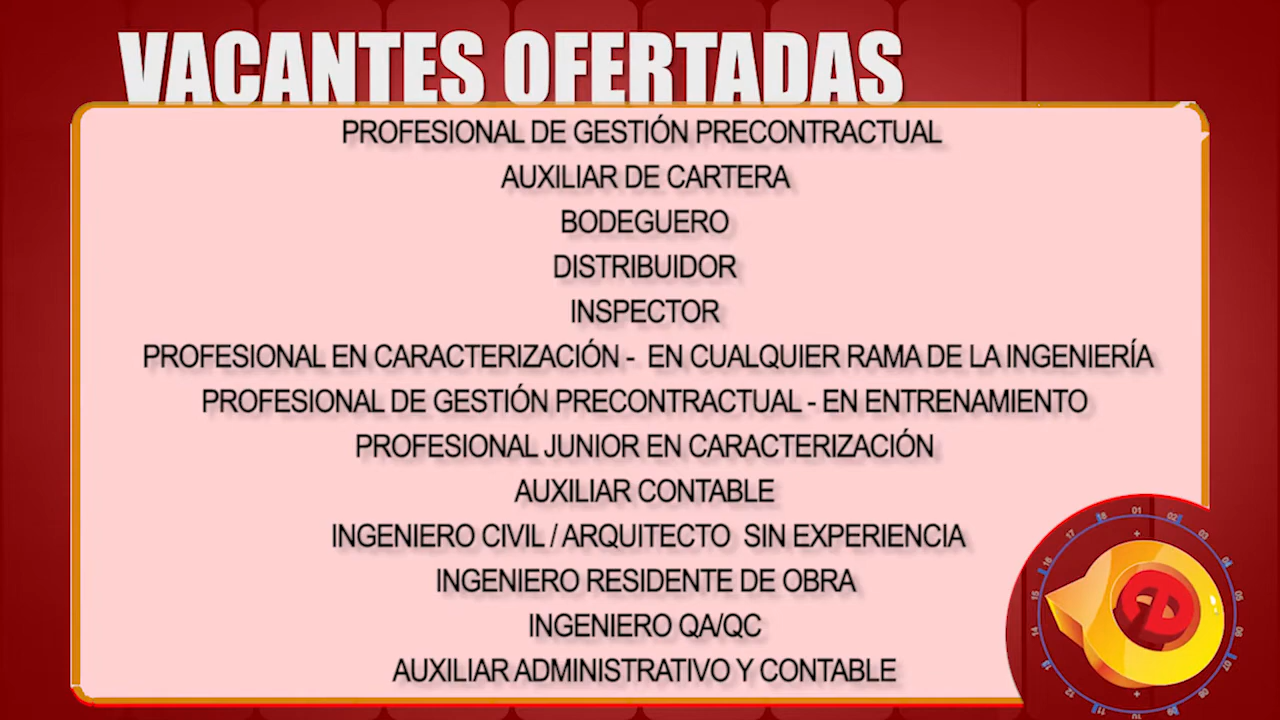 VACANTES OFERTADAS
PROFESIONAL DE GESTIÓN PRECONTRACTUAL
AUXILIAR DE CARTERA
BODEGUERO
DISTRIBUIDOR
INSPECTOR
PROFESIONAL EN CARACTERIZACIÓN - EN CUALQUIER RAMA DE LA INGENIERÍA
PROFESIONAL DE GESTIÓN PRECONTRACTUAL - EN ENTRENAMIENTO
PROFESIONAL JUNIOR EN CARACTERIZACIÓN
AUXILIAR CONTABLE
INGENIERO CIVIL / ARQUITECTO SIN EXPERIENCIA
INGENIERO RESIDENTE DE OBRA
INGENIERO QA/QC
AUXILIAR ADMINISTRATIVO Y CONTABLE